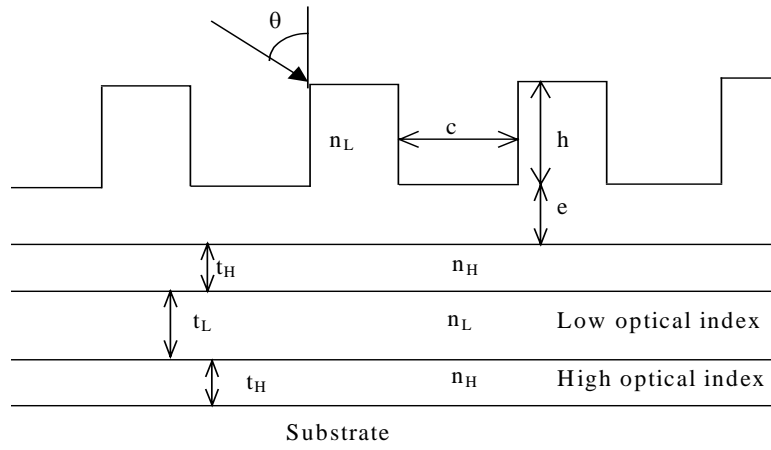 θ
n_L
c
h
e
t_H
n_H
t_L
n_L
Low optical index
t_H
n_H
High optical index
Substrate